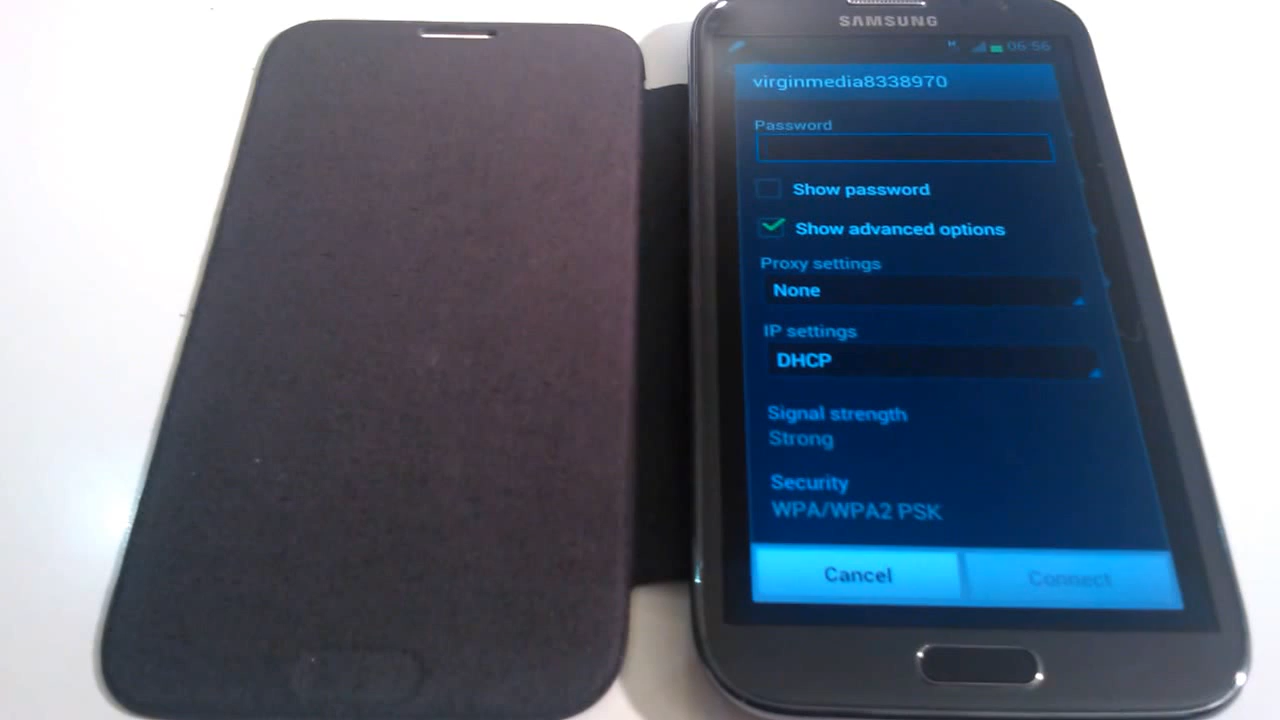 SAMSUNG
H 06:56
virginmedia8338970
Password
Show password
Show advanced options
Proxy settings
None
IP settings
DHCP
Signal strength
Strong
Security
WPA/WPA2 PSK
Cancel Connect